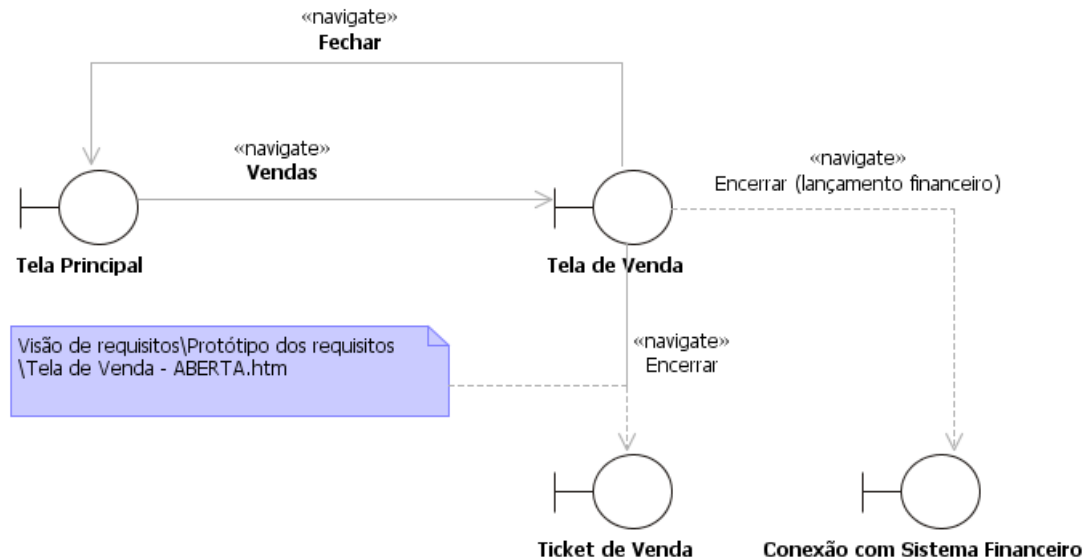 «navigate»
Fechar
«navigate»
Vendas
«navigate»
Encerrar (lançamento financeiro)
Tela Principal
Tela de Venda
Visão de requisitos\Protótipo dos requisitos
\Tela de Venda - ABERTA.htm
«navigate»
Encerrar
Ticket de Venda
Conexão com Sistema Financeiro